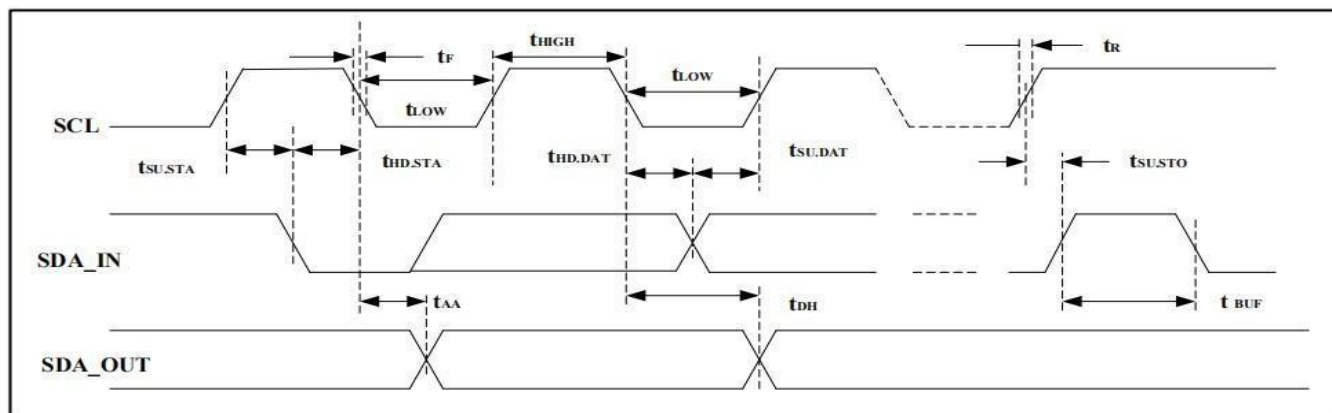 tF
tHIGH
tR
tLOW
tLOW
SCL
tSU.STA
tHD.STA
tHD.DAT
tSU.DAT
tSU.STO
SDA_IN
tAA
tDH
t BUF
SDA_OUT